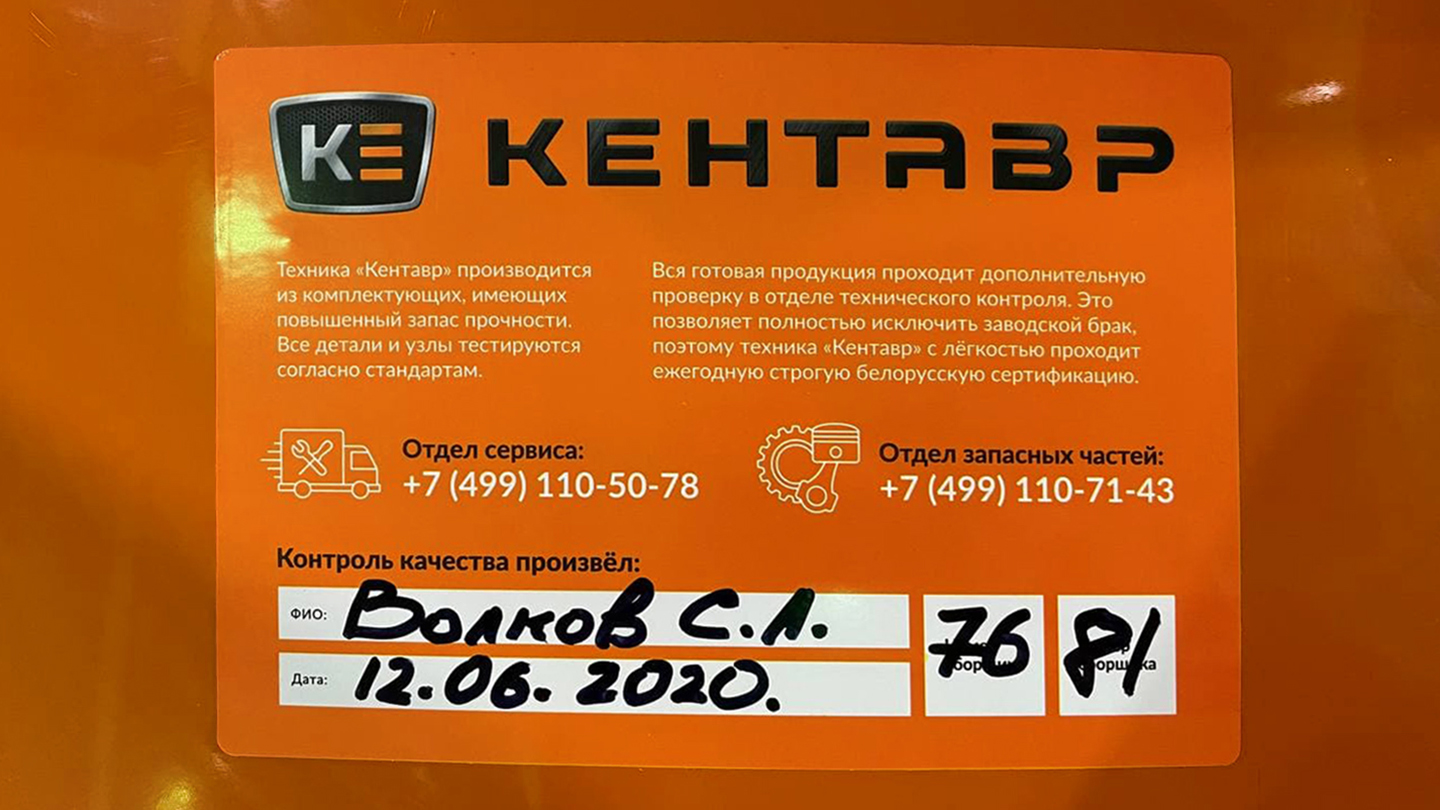 КЕ КЕНТАВР
Техника «Кентавр» производится
из комплектующих, имеющих
повышенный запас прочности.
Все детали и узлы тестируются
согласно стандартам.
Вся готовая продукция проходит дополнительную
проверку в отделе технического контроля. Это
позволяет полностью исключить заводской брак,
поэтому техника «Кентавр» с лёгкостью проходит
ежегодную строгую белорусскую сертификацию.
Отдел сервиса:
+7 (499) 110-50-78
Отдел запасных частей:
+7 (499) 110-71-43
Контроль качества произвёл:
ФИО: Волков С.Л.
Дата: 12.06.2020.
76
81